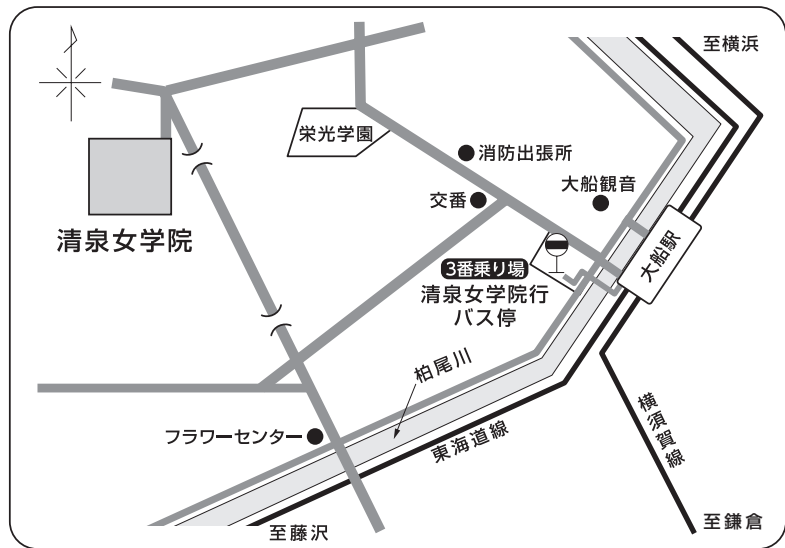 至横浜
栄光学園
消防出張所
大船観音
交番
清泉女学院
大船駅
3番乗り場
清泉女学院行
バス停
柏尾川
横須賀線
フラワーセンター
東海道線
至藤沢
至鎌倉